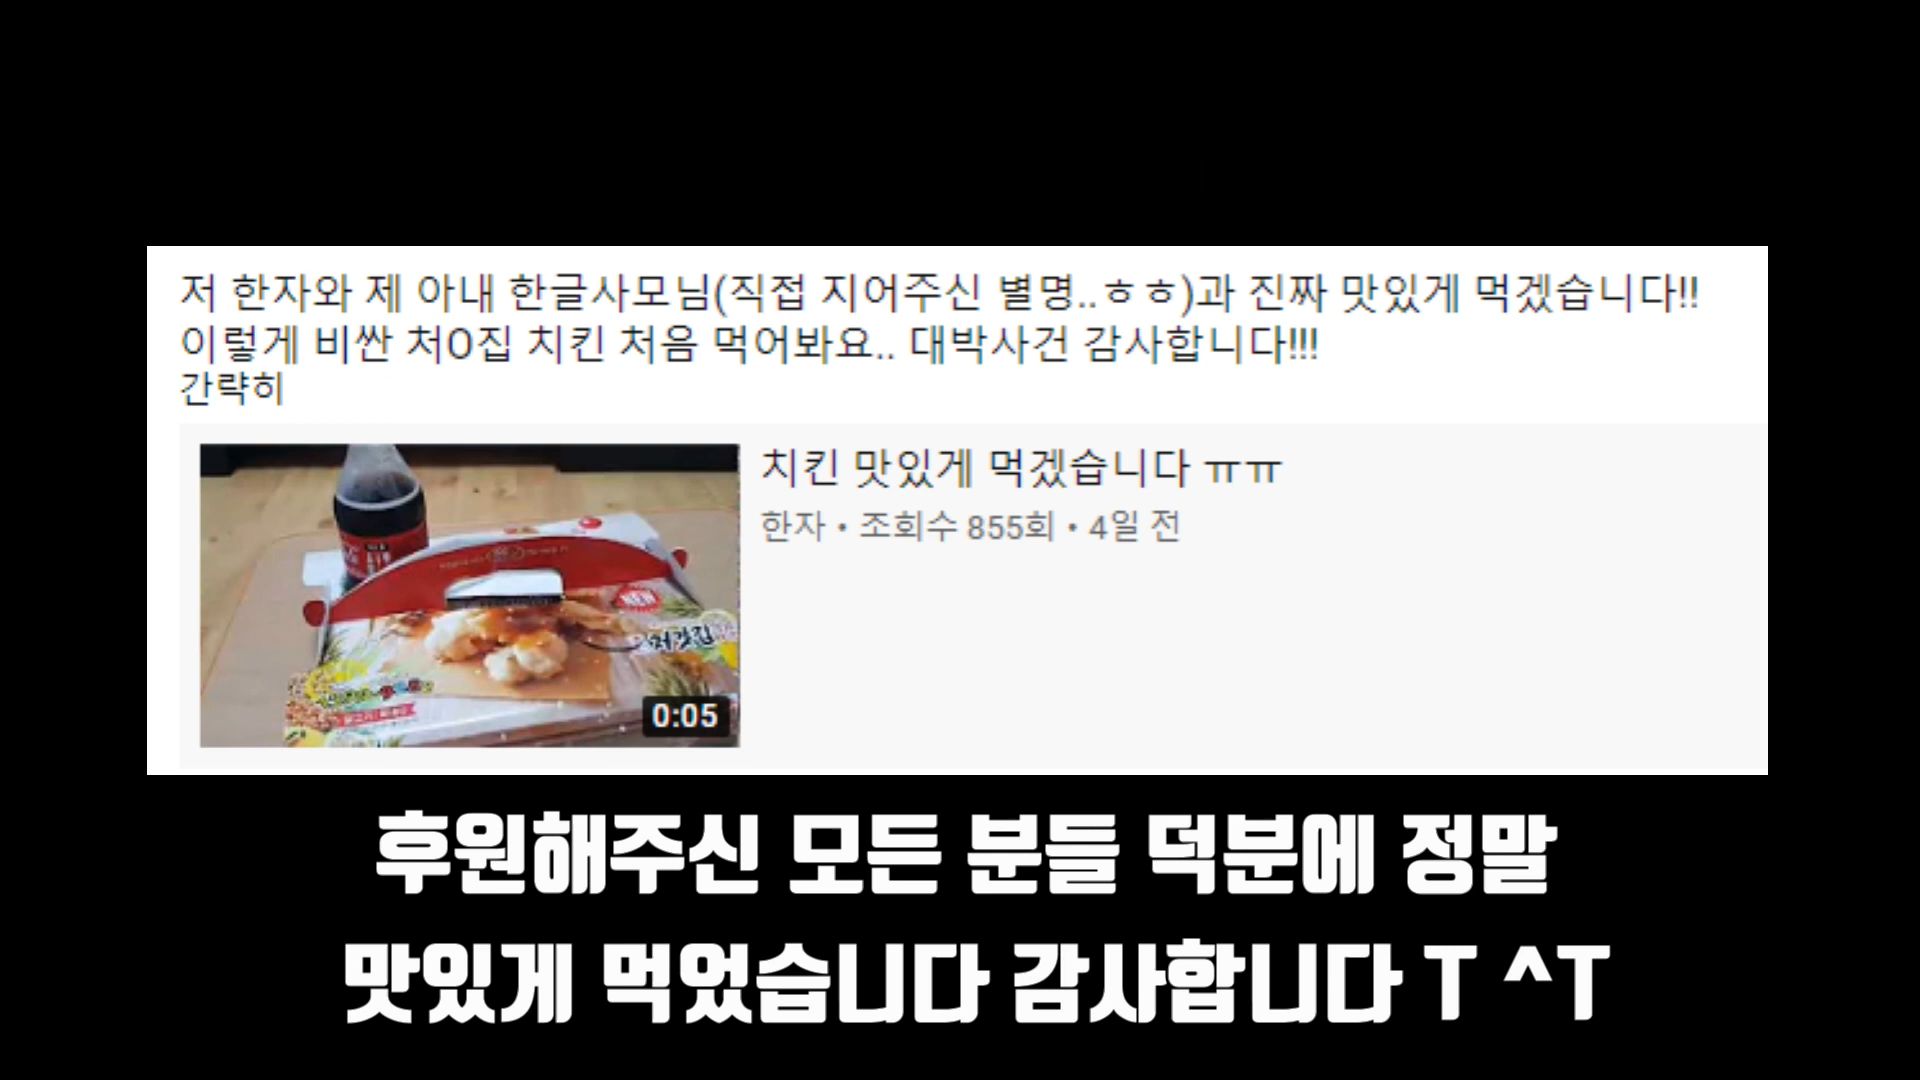 저 한자와 제 아내 한글사모님(직접 지어주신 별명..ㅎㅎ)과 진짜 맛있게 먹겠습니다!!
이렇게 비싼 처O집 치킨 처음 먹어봐요.. 대박사건 감사합니다!!!
간략히
치킨 맛있게 먹겠습니다 ㅠㅠ
한자 • 조회수 855회 • 4일 전
NEW
처갓집
0:05
후원해주신 모든 분들 덕분에 정말
맛있게 먹었습니다 감사합니다 T ^T